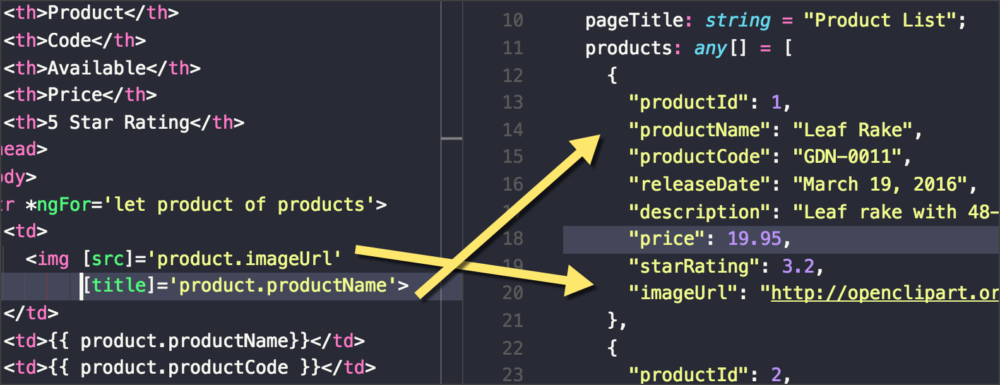 <th>Product</th>
<th>Code</th>
<th>Available</th>
<th>Price</th>
<th>5 Star Rating</th>
ead>
dy>
r *ngFor='let product of products'>
<td>
<img [src]='product.imageUrl'
[title]='product.productName'>
</td>
<td>{{ product.productName}}</td>
<td>{{ product.productCode }}</td>
10 pageTitle: string = "Product List";
11 products: any[] = [
12 {
13 "productId": 1,
14 "productName": "Leaf Rake",
15 "productCode": "GDN-0011",
16 "releaseDate": "March 19, 2016",
"description": "Leaf rake with 48-
18 "price": 19.95,
19 "starRating": 3.2,
20 "imageUrl": "http://openclipart.or
21 },
22 {
23 "productId": 2,